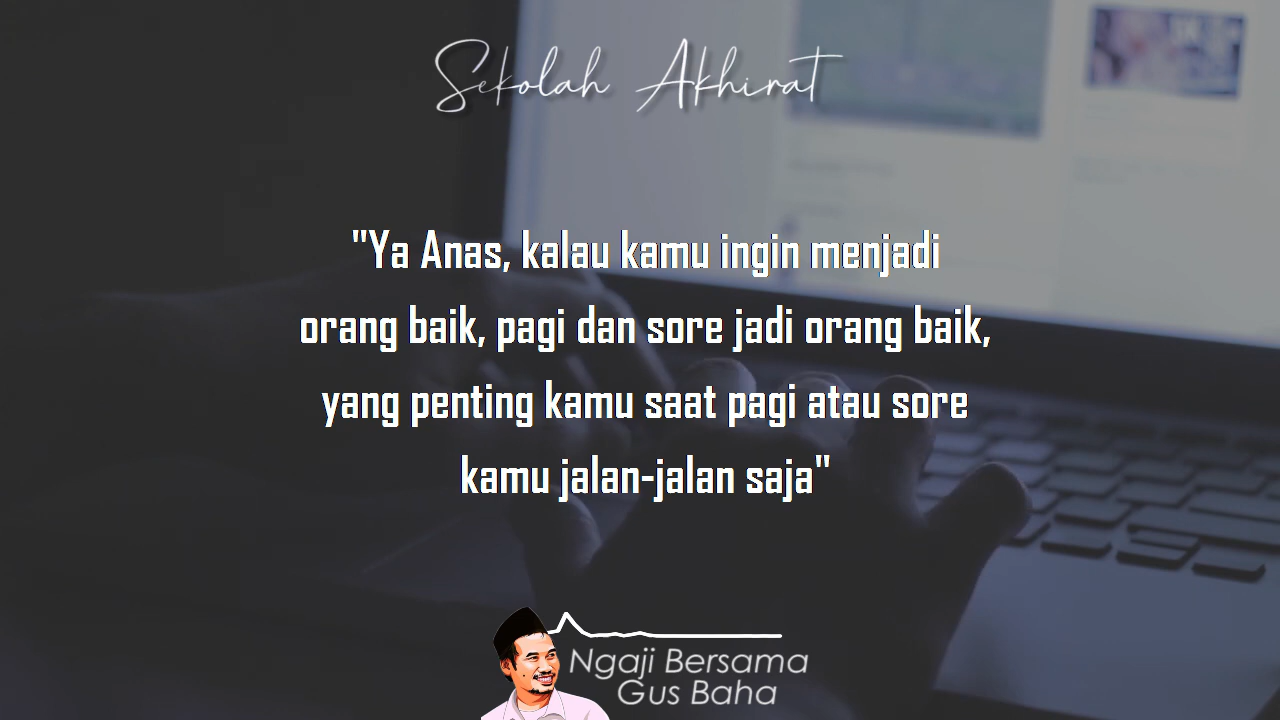 Sekolah Akhirat
"Ya Anas, kalau kamu ingin menjadi
orang baik, pagi dan sore jadi orang baik,
yang penting kamu saat pagi atau sore
kamu jalan-jalan saja"
Ngaji Bersama
Gus Baha